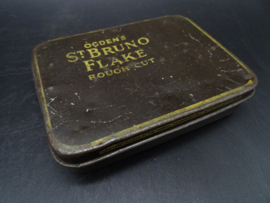 OGDEN'S
ST BRUNO
FLAKE
ROUGH CUT